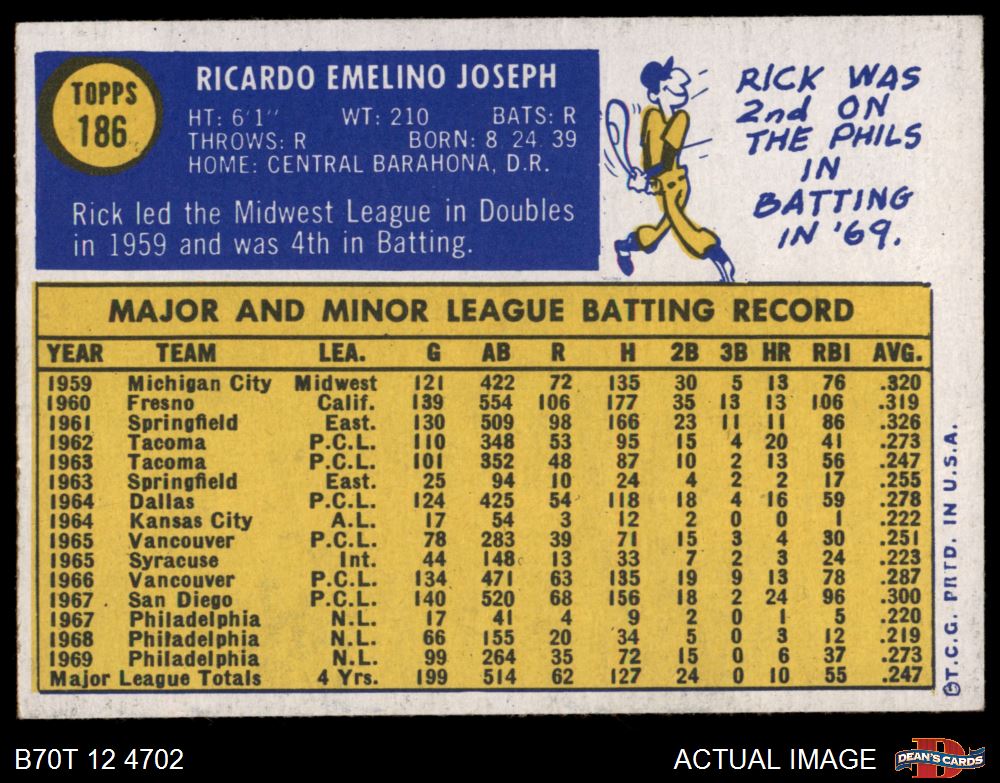 TOPPS
186
RICARDO EMELINO JOSEPH
HT: 6'1" WT: 210 BATS: R
THROWS: R BORN: 8 24 39
HOME: CENTRAL BARAHONA, D.R.
Rick led the Midwest League in Doubles
in 1959 and was 4th in Batting.
RICK WAS
2nd ON
THE PHILS
IN
BATTING
IN '69.
MAJOR AND MINOR LEAGUE BATTING RECORD
YEAR TEAM LEA. G AB R H 2B 3B HR RBI AVG.
1959 Michigan City Midwest 121 422 72 135 30 5 13 76 .320
1960 Fresno Calif. 139 554 106 177 35 13 13 106 .319
1961 Springfield East. 130 509 98 166 23 11 11 86 .326
1962 Tacoma P.C.L. 110 348 53 95 15 4 20 41 .273
1963 Tacoma P.C.L. 101 352 48 87 10 2 13 56 .247
1963 Springfield East. 25 94 10 24 4 2 2 17 .255
1964 Dallas P.C.L. 124 425 54 118 18 4 16 59 .278
1964 Kansas City A.L. 17 54 3 12 2 0 0 1 .222
1965 Vancouver P.C.L. 78 283 39 71 15 3 4 30 .251
1965 Syracuse Int. 44 148 13 33 7 2 3 24 .223
1966 Vancouver P.C.L. 134 471 63 135 19 9 13 78 .287
1967 San Diego P.C.L. 140 520 68 156 18 2 24 96 .300
1967 Philadelphia N.L. 17 41 4 9 2 0 1 5 .220
1968 Philadelphia N.L. 66 155 20 34 5 0 3 12 .219
1969 Philadelphia N.L. 99 264 35 72 15 0 6 37 .273
Major League Totals 4 Yrs. 199 514 62 127 24 0 10 55 .247
©T.C.G. PRTD. IN U.S.A.
B70T 12 4702
ACTUAL IMAGE
D
DEAN'S CARDS